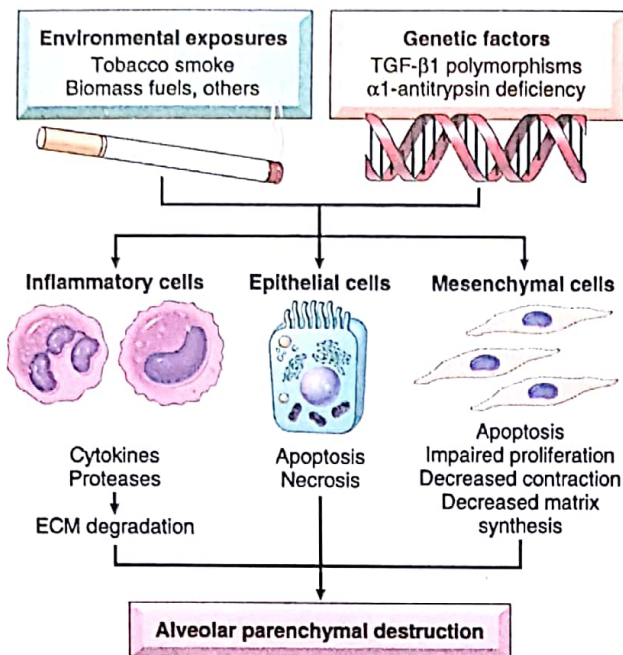 Environmental exposures
Tobacco smoke
Biomass fuels, others
Genetic factors
TGF-β1 polymorphisms
α1-antitrypsin deficiency
Inflammatory cells
Epithelial cells
Mesenchymal cells
Cytokines
Proteases
ECM degradation
Apoptosis
Necrosis
Apoptosis
Impaired proliferation
Decreased contraction
Decreased matrix
synthesis
Alveolar parenchymal destruction